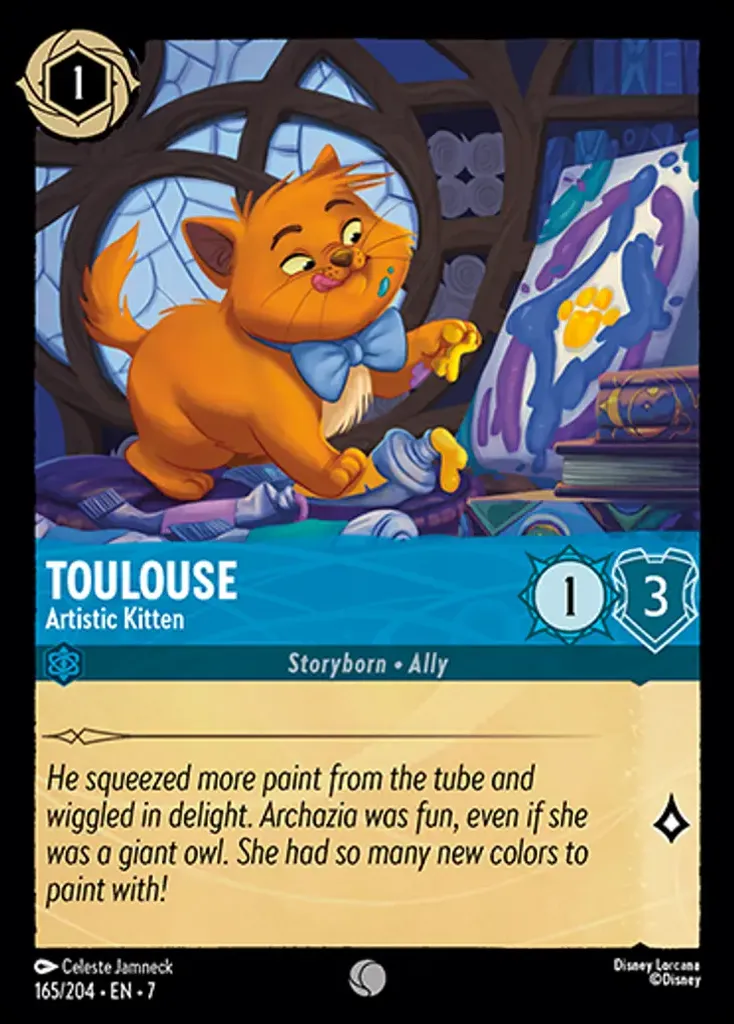 1
TOULOUSE
Artistic Kitten
1
3
Storyborn • Ally
He squeezed more paint from the tube and
wiggled in delight. Archazia was fun, even if she
was a giant owl. She had so many new colors to
paint with!
Celeste Jamneck
165/204 • EN • 7
Disney Lorcana
©Disney